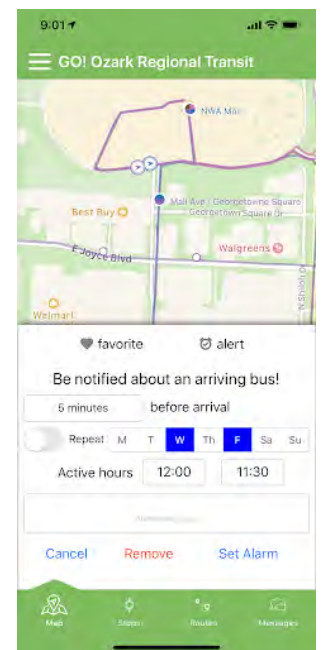 9:01
GO! Ozark Regional Transit
NWA Mall
Mall Ave / Georgetowne Square
Georgetown Square Dr
Best Buy
Walgreens
E Joyce Blvd
N Shiloh Dr
Walmart
favorite alert
Be notified about an arriving bus!
5 minutes before arrival
Repeat M T W Th F Sa Su
Active hours 12:00 11:30
Cancel Remove Set Alarm
Map Stops Routes Messages